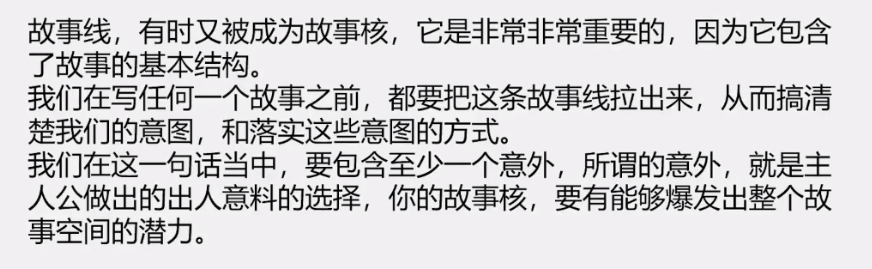 故事线，有时又被成为故事核，它是非常非常重要的，因为它包含
了故事的基本结构。
我们在写任何一个故事之前，都要把这条故事线拉出来，从而搞清
楚我们的意图，和落实这些意图的方式。
我们在这一句话当中，要包含至少一个意外，所谓的意外，就是主
人公做出的出人意料的选择，你的故事核，要有能够爆发出整个故
事空间的潜力。